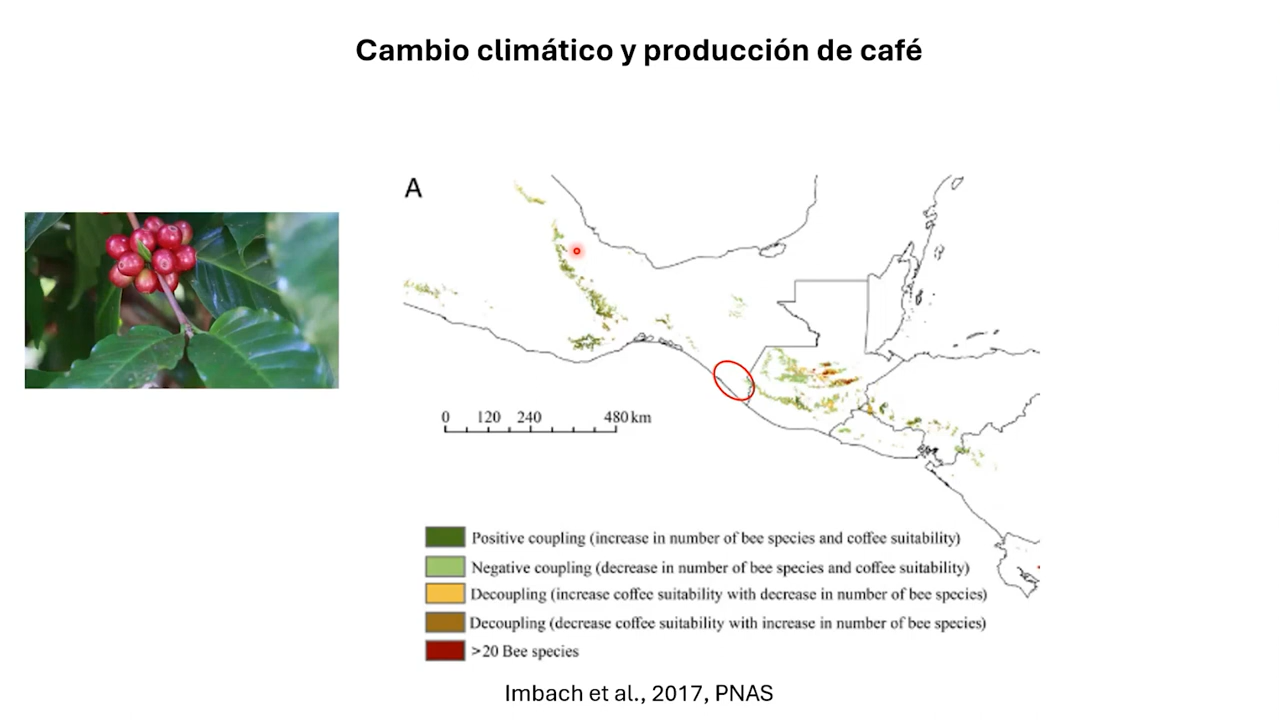 Cambio climático y producción de café
A
0 120 240 480 km
Positive coupling (increase in number of bee species and coffee suitability)
Negative coupling (decrease in number of bee species and coffee suitability)
Decoupling (increase coffee suitability with decrease in number of bee species)
Decoupling (decrease coffee suitability with increase in number of bee species)
>20 Bee species
Imbach et al., 2017, PNAS